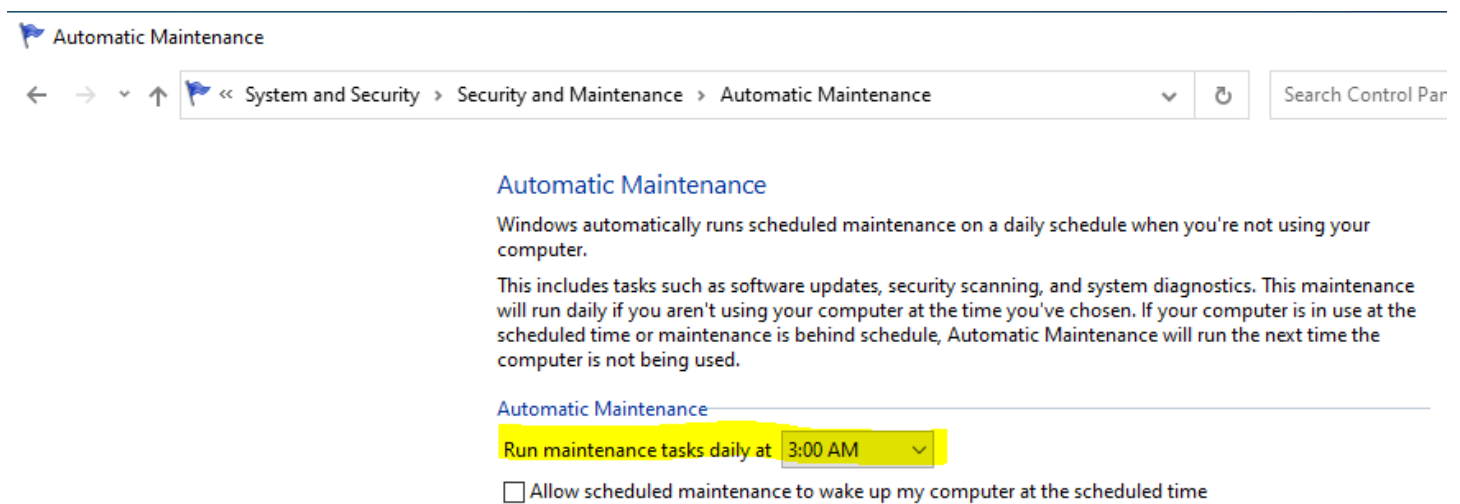 Automatic Maintenance
« System and Security > Security and Maintenance > Automatic Maintenance
Search Control
Automatic Maintenance
Windows automatically runs scheduled maintenance on a daily schedule when you're not using your
computer.
This includes tasks such as software updates, security scanning, and system diagnostics. This maintenance
will run daily if you aren't using your computer at the time you've chosen. If your computer is in use at the
scheduled time or maintenance is behind schedule, Automatic Maintenance will run the next time the
computer is not being used.
Automatic Maintenance
Run maintenance tasks daily at 3:00 AM
Allow scheduled maintenance to wake up my computer at the scheduled time